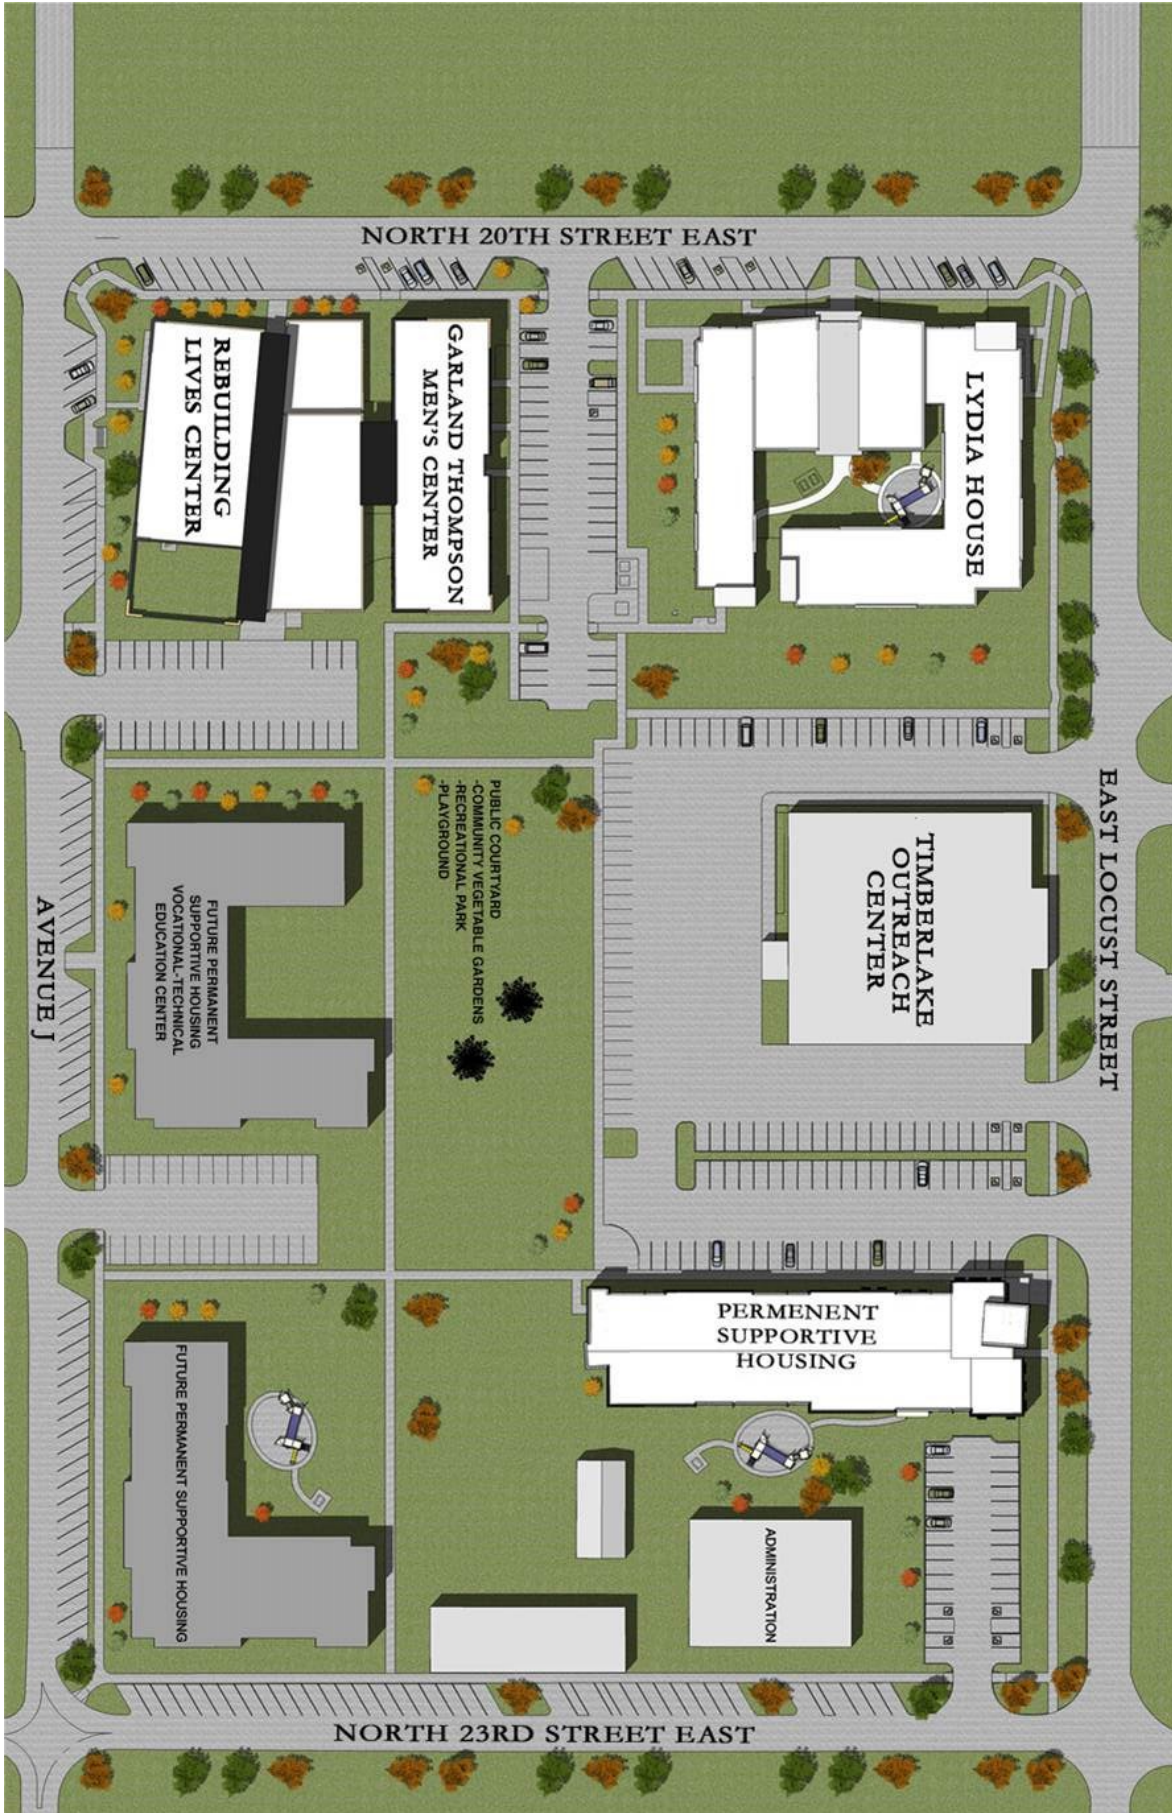 NORTH 20TH STREET EAST
REBUILDING
LIVES CENTER
GARLAND THOMPSON
MEN'S CENTER
LYDIA HOUSE
EAST LOCUST STREET
TIMBERLAKE
OUTREACH
CENTER
PUBLIC COURTYARD
-COMMUNITY VEGETABLE GARDENS
-RECREATIONAL PARK
-PLAYGROUND
FUTURE PERMANENT
SUPPORTIVE HOUSING
VOCATIONAL-TECHNICAL
EDUCATION CENTER
AVENUE J
PERMENENT
SUPPORTIVE
HOUSING
FUTURE PERMANENT SUPPORTIVE HOUSING
ADMINISTRATION
NORTH 23RD STREET EAST